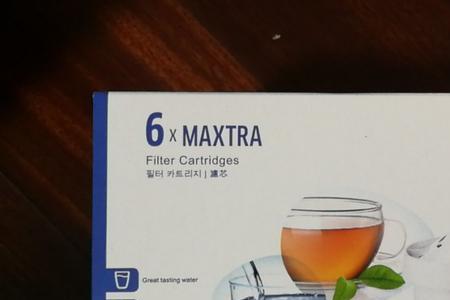 6 x MAXTRA
Filter Cartridges
필터 카트리지 | 濾芯
Great tasting water